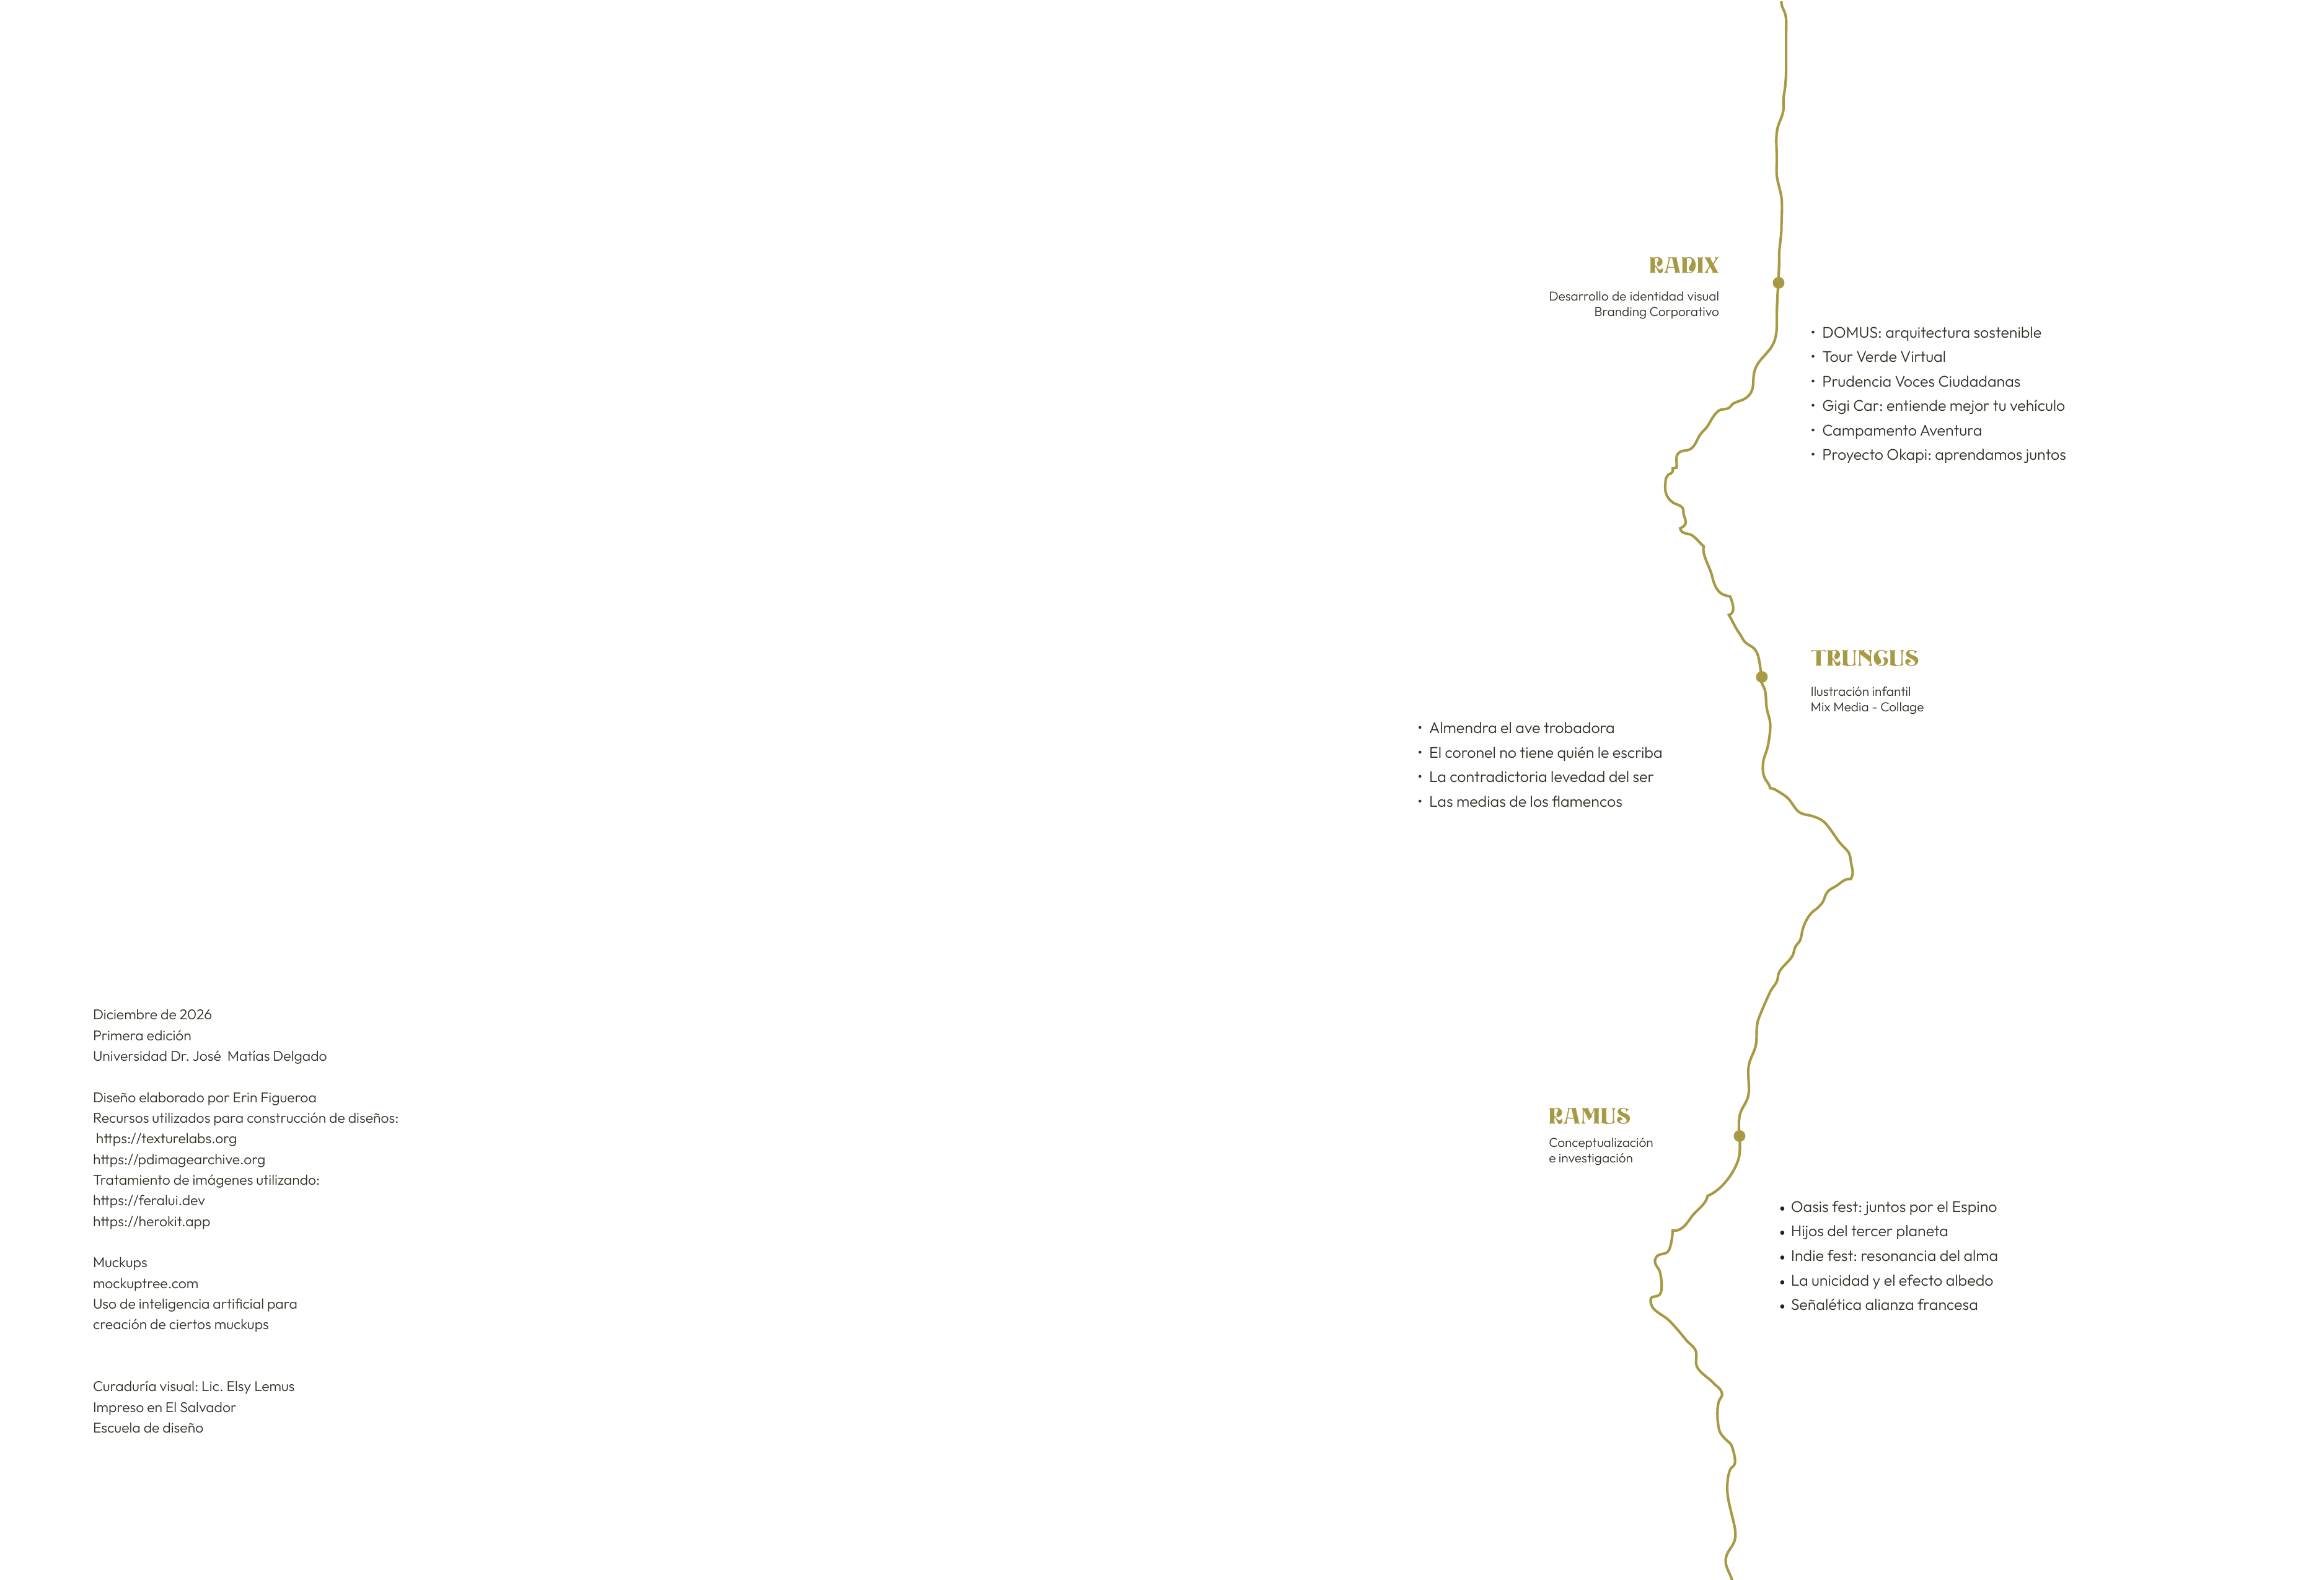 Diciembre de 2026
Primera edición
Universidad Dr. José  Matías Delgado
Diseño elaborado por Erin Figueroa
Recursos utilizados para construcción de diseños:
https://texturelabs.org
https://pdimagearchive.org
Tratamiento de imágenes utilizando:
https://feralui.dev
https://herokit.app
Muckups
mockuptree.com
Uso de inteligencia artificial para
creación de ciertos muckups
Curaduría visual: Lic. Elsy Lemus
Impreso en El Salvador
Escuela de diseño
RADIX
Desarrollo de identidad visual
Branding Corporativo
• DOMUS: arquitectura sostenible
• Tour Verde Virtual
• Prudencia Voces Ciudadanas
• Gigi Car: entiende mejor tu vehículo
• Campamento Aventura
• Proyecto Okapi: aprendamos juntos
TRUNGUS
Ilustración infantil
Mix Media - Collage
• Almendra el ave trobadora
• El coronel no tiene quién le escriba
• La contradictoria levedad del ser
• Las medias de los flamencos
RAMUS
Conceptualización
e investigación
• Oasis fest: juntos por el Espino
• Hijos del tercer planeta
• Indie fest: resonancia del alma
• La unicidad y el efecto albedo
• Señalética alianza francesa